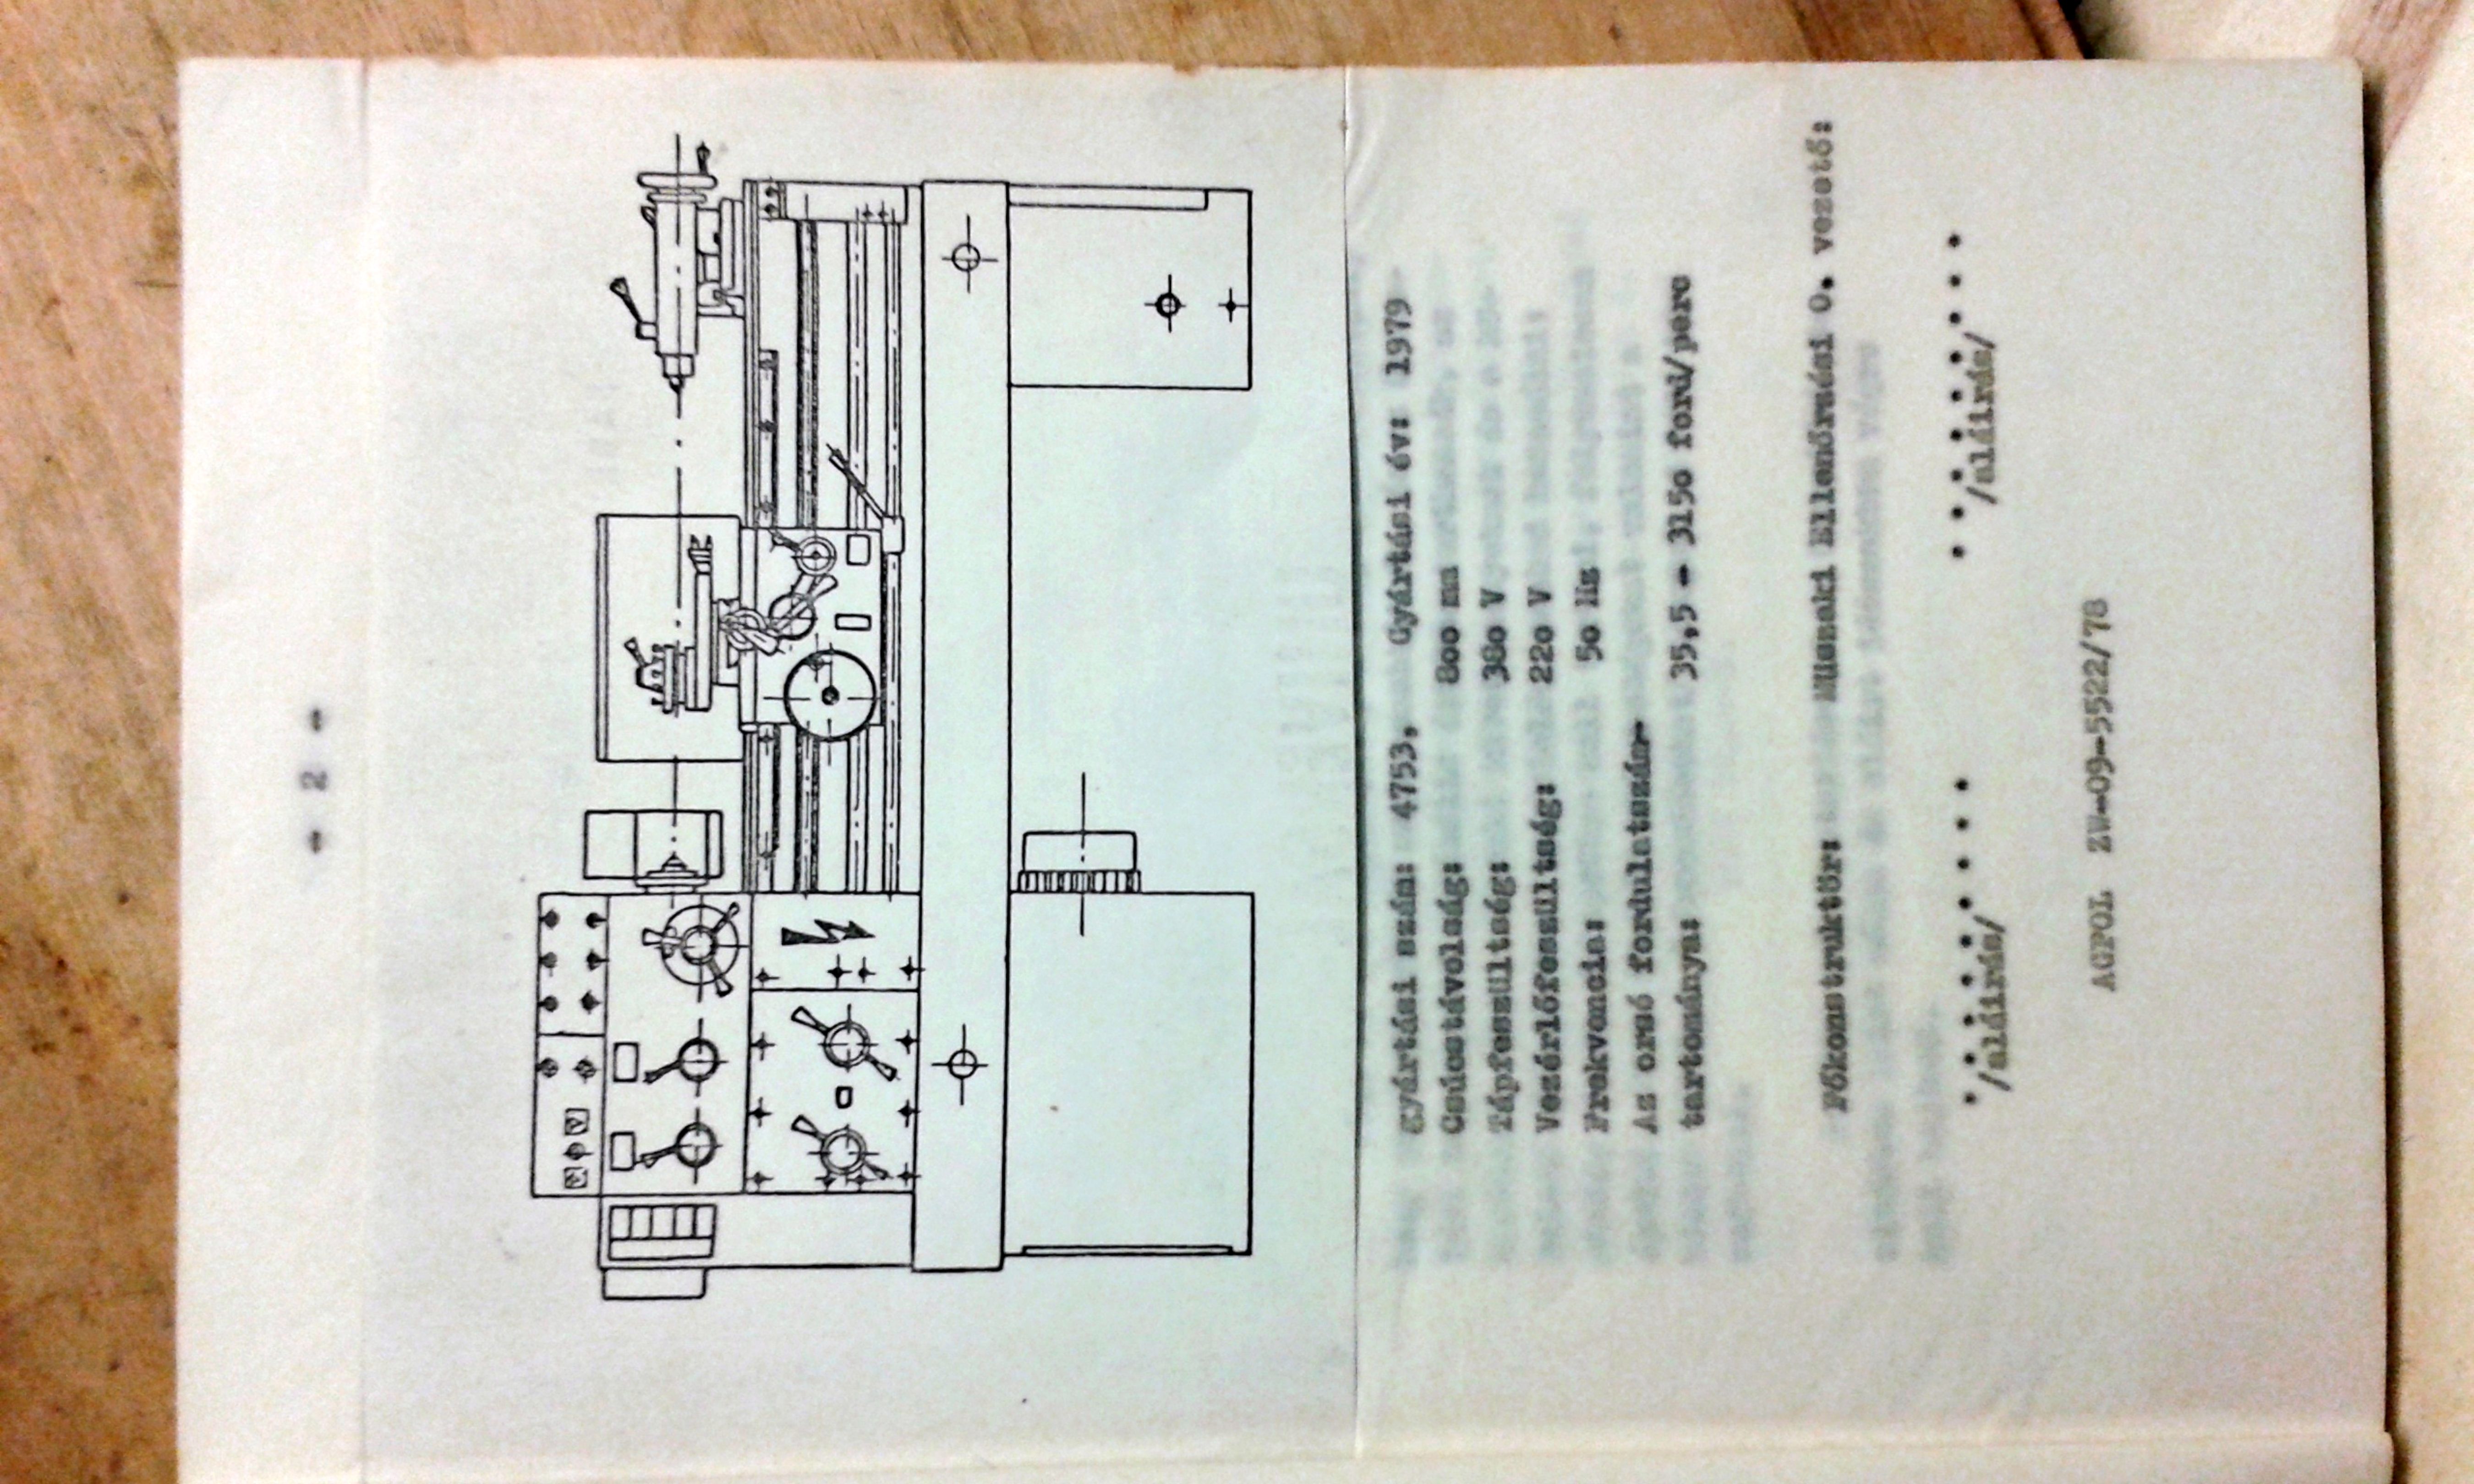 - 2 -
Gyártási szám: 4753, Gyártási év: 1979
Csúcstávolság: 800 mm
Tápfeszültség: 380 V
Vezérlőfeszültség: 220 V
Frekvencia: 50 Hz
Az orsó fordulatszám-
tartománya: 35,5 - 3150 ford/perc
Főkonstruktőr: Műszaki Ellenőrzési O. vezető:
/aláírás/ /aláírás/
AGPOL ZW-09-5522/78